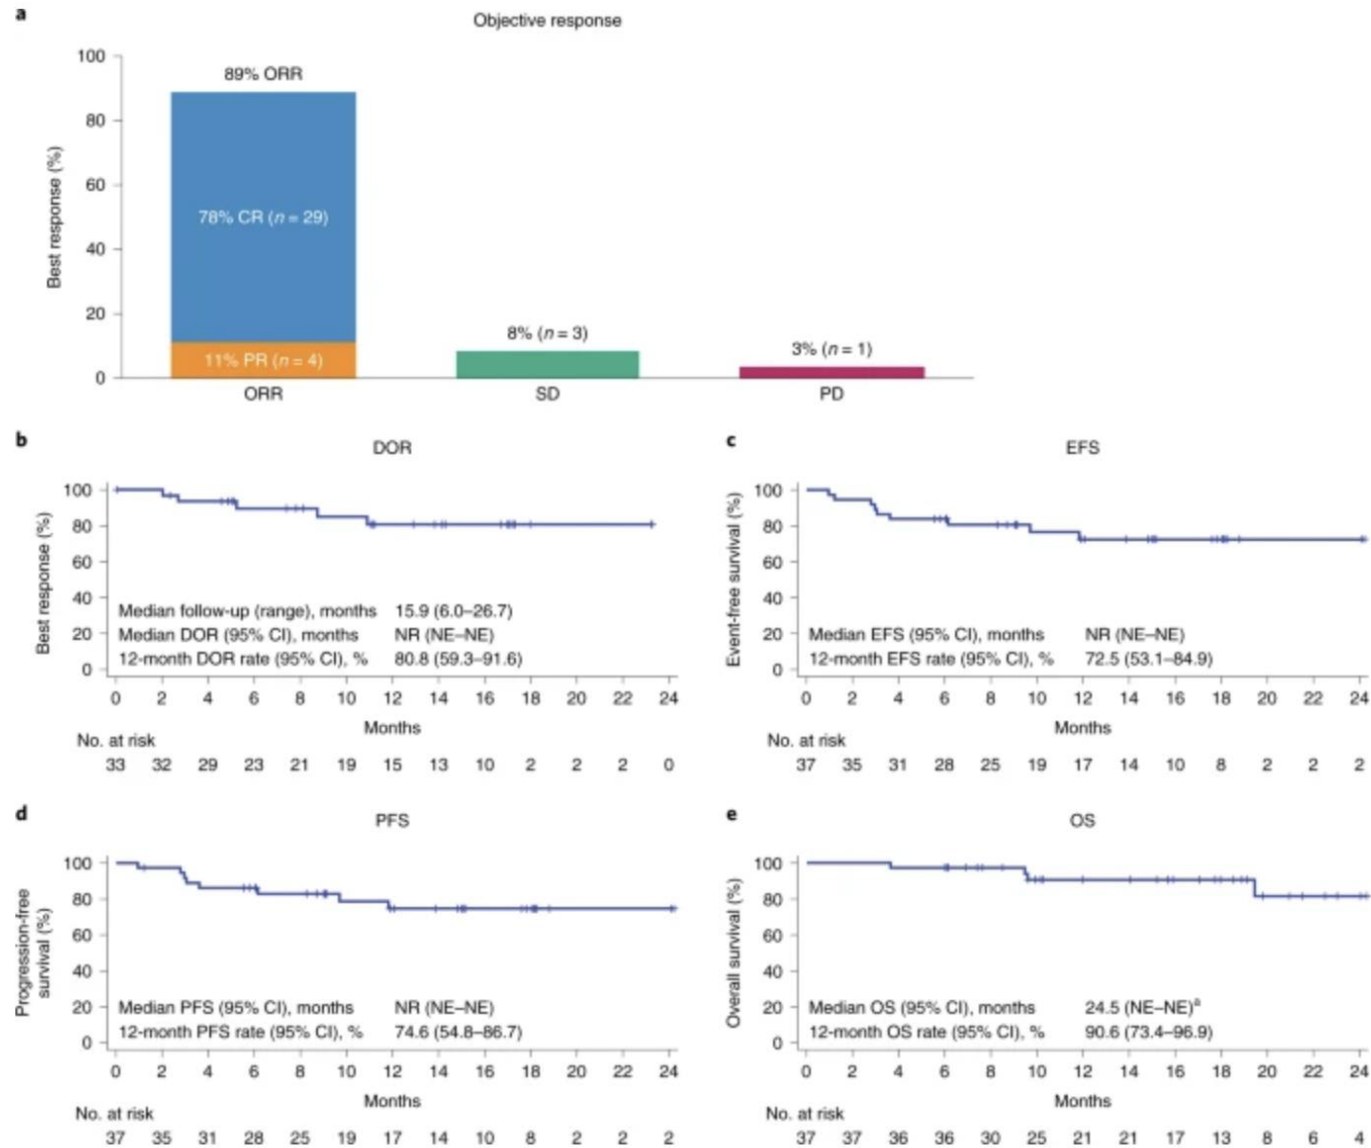 a
Objective response
Best response (%)
100
80
60
40
20
0
89% ORR
78% CR (n = 29)
11% PR (n = 4)
8% (n = 3)
3% (n = 1)
ORR SD PD
b
DOR
Best response (%)
100
80
60
40
20
0
Median follow-up (range), months 15.9 (6.0–26.7)
Median DOR (95% CI), months NR (NE–NE)
12-month DOR rate (95% CI), % 80.8 (59.3–91.6)
0 2 4 6 8 10 12 14 16 18 20 22 24
Months
No. at risk
33 32 29 23 21 19 15 13 10 2 2 2 0
c
EFS
Event-free survival (%)
100
80
60
40
20
0
Median EFS (95% CI), months NR (NE–NE)
12-month EFS rate (95% CI), % 72.5 (53.1–84.9)
0 2 4 6 8 10 12 14 16 18 20 22 24
Months
No. at risk
37 35 31 28 25 19 17 14 10 8 2 2 2
d
PFS
Progression-free
survival (%)
100
80
60
40
20
0
Median PFS (95% CI), months NR (NE–NE)
12-month PFS rate (95% CI), % 74.6 (54.8–86.7)
0 2 4 6 8 10 12 14 16 18 20 22 24
Months
No. at risk
37 35 31 28 25 19 17 14 10 8 2 2 2
e
OS
Overall survival (%)
100
80
60
40
20
0
Median OS (95% CI), months 24.5 (NE–NE)ª
12-month OS rate (95% CI), % 90.6 (73.4–96.9)
0 2 4 6 8 10 12 14 16 18 20 22 24
Months
No. at risk
37 37 36 36 30 25 21 21 17 13 8 6 4